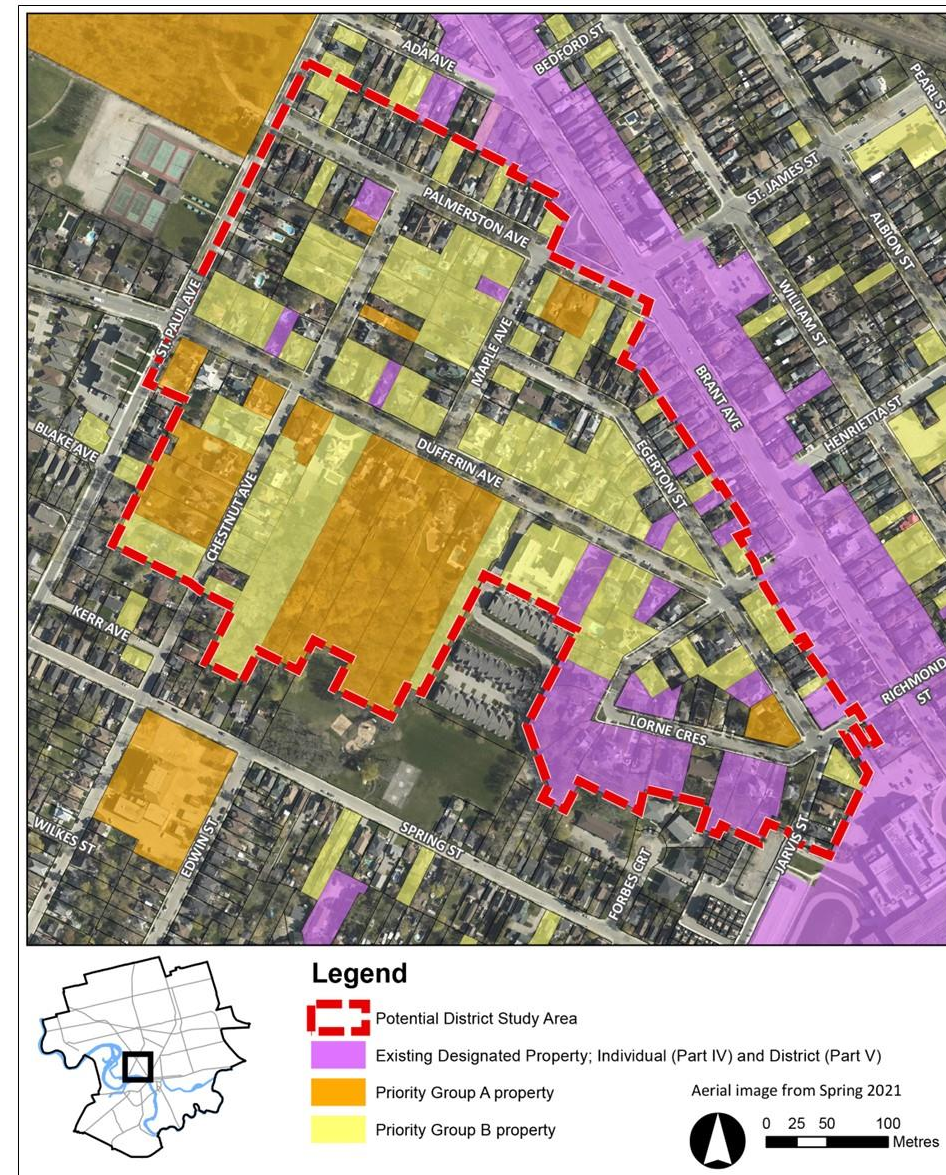 ADA AVE
BEDFORD ST
PEARL S
ST. JAMES ST
PALMERSTON AVE
ALBION ST
ST. PAUL AVE
WILLIAM ST
MAPLE AVE
BRANT AVE
HENRIETTA ST
BLAKE AVE
DUFFERIN AVE
EGERTON ST
CHESTNUT AVE
KERR AVE
RICHMOND
ST
LORNE CRES
WILKES ST
EDWIN ST
SPRING ST
FORBES CRT
JARVIS ST
Legend
Potential District Study Area
Existing Designated Property; Individual (Part IV) and District (Part V)
Priority Group A property
Priority Group B property
Aerial image from Spring 2021
0 25 50 100
Metres